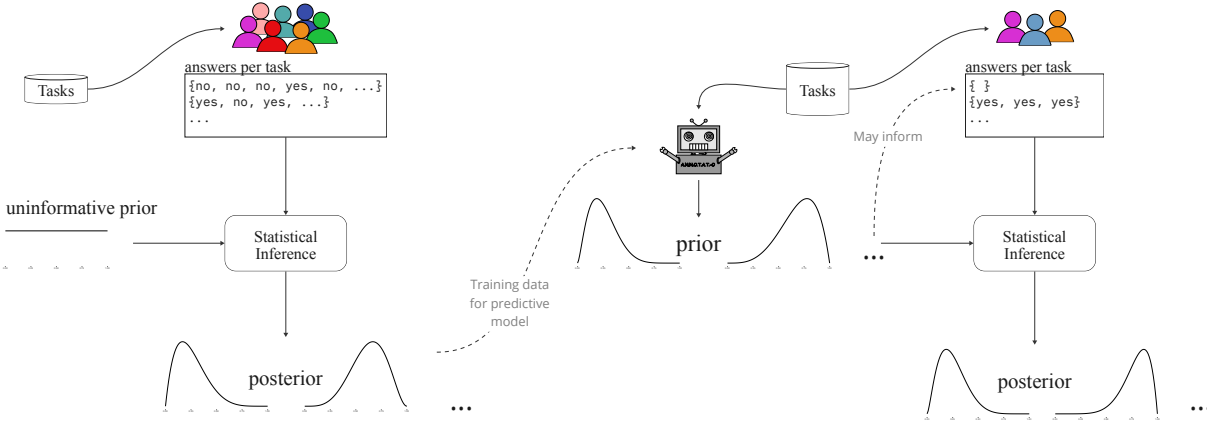 Tasks
answers per task
{no, no, no, yes, no, ...}
{yes, no, yes, ...}
...
uninformative prior
Statistical
Inference
posterior
...
Training data
for predictive
model
ANNOTAT-O
prior
...
Tasks
May inform
answers per task
{ }
{yes, yes, yes}
...
Statistical
Inference
posterior
...